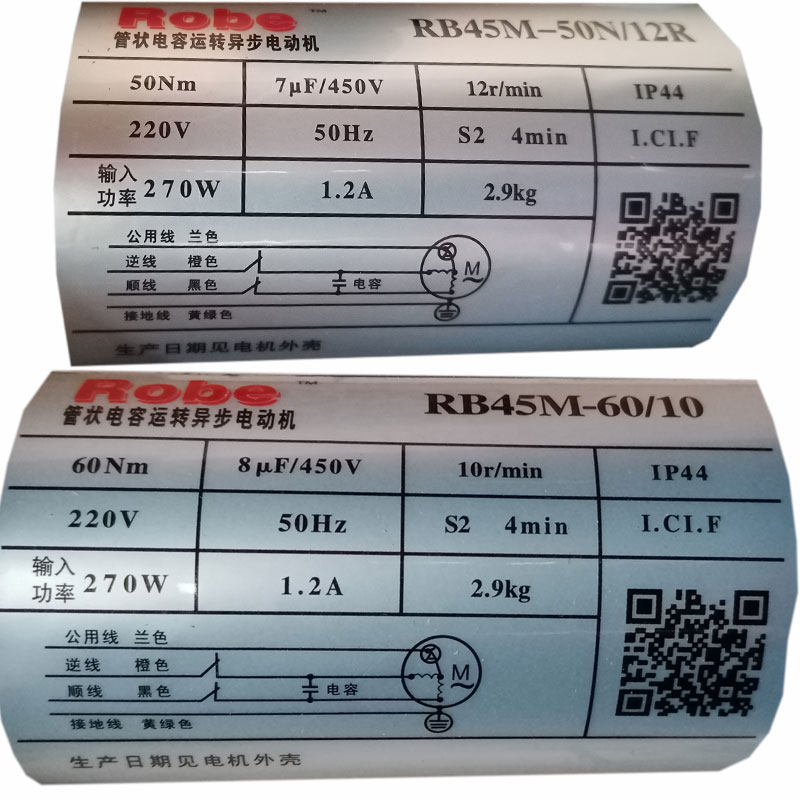 Robe™ RB45M-50N/12R
管状电容运转异步电动机
50Nm 7µF/450V 12r/min IP44
220V 50Hz S2 4min I.CI.F
输入功率 270W 1.2A 2.9kg
公用线 兰色
逆线 橙色
M
~
顺线 黑色
电容
接地线 黄绿色
生产日期见电机外壳
Robe™ RB45M-60/10
管状电容运转异步电动机
60Nm 8µF/450V 10r/min IP44
220V 50Hz S2 4min I.CI.F
输入功率 270W 1.2A 2.9kg
公用线 兰色
逆线 橙色
M
~
顺线 黑色
电容
接地线 黄绿色
生产日期见电机外壳